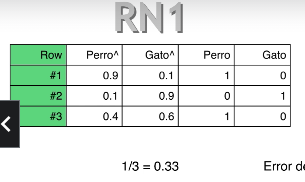 RN1
Row Perro^ Gato^ Perro Gato
#1 0.9 0.1 1 0
#2 0.1 0.9 0 1
#3 0.4 0.6 1 0
1/3 = 0.33 Error de